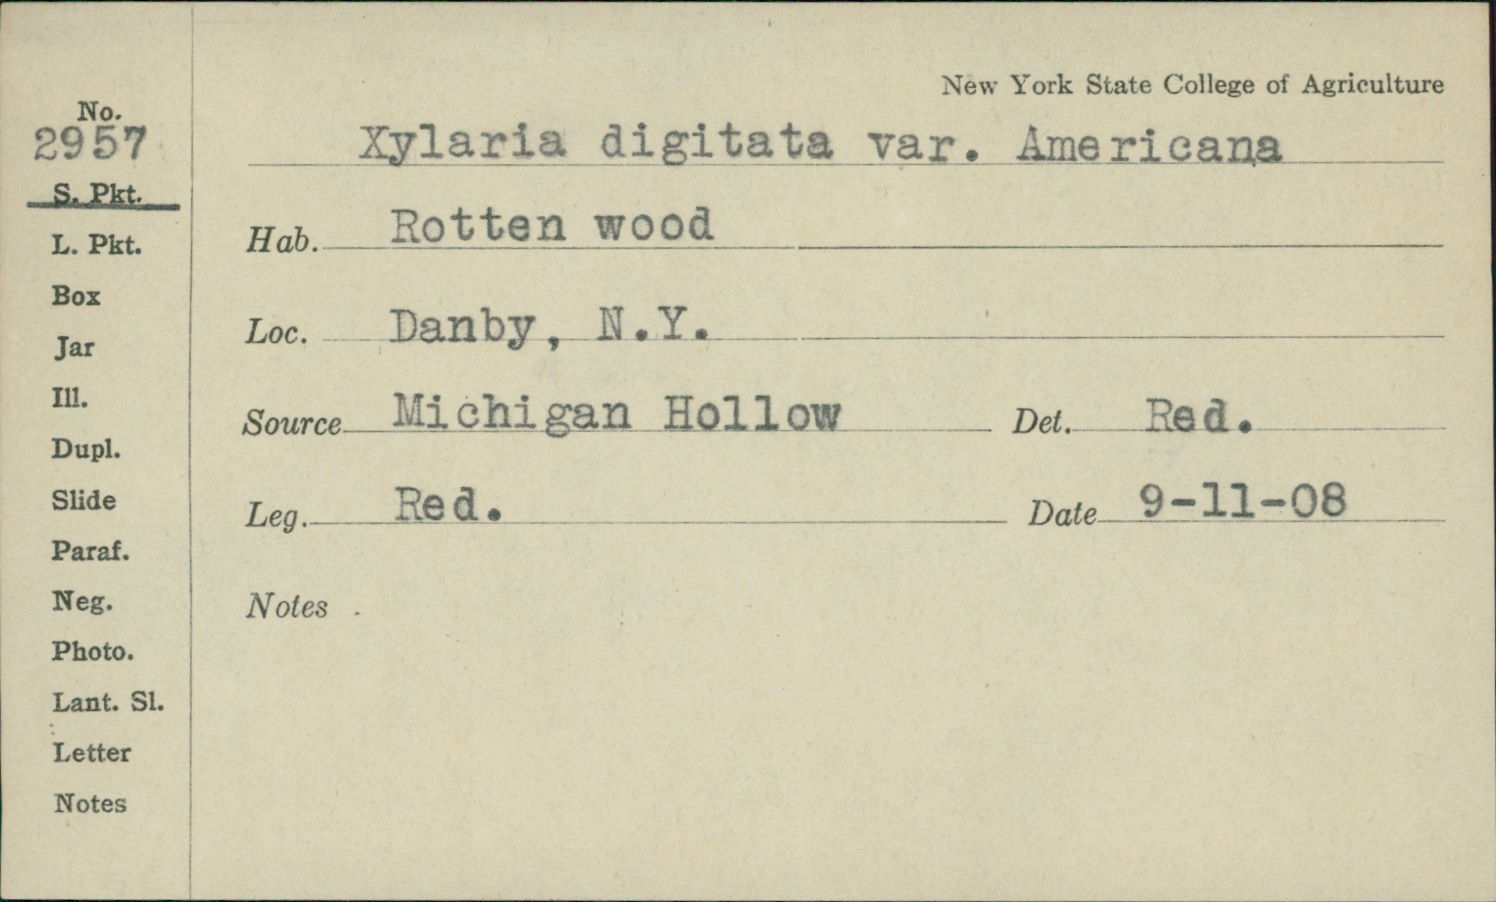 New York State College of Agriculture
No.
2957
S. Pkt.
L. Pkt.
Box
Jar
Ill.
Dupl.
Slide
Paraf.
Neg.
Photo.
Lant. Sl.
Letter
Notes
Xylaria digitata var. Americana
Hab. Rotten wood
Loc. Danby, N.Y.
Source Michigan Hollow Det. Red.
Leg. Red. Date 9-11-08
Notes